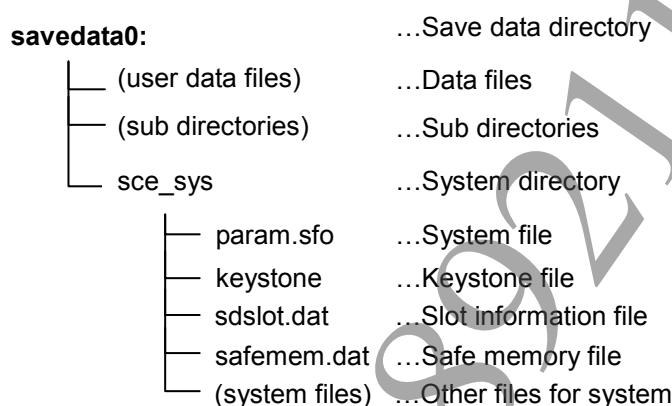 savedata0: …Save data directory
(user data files) …Data files
(sub directories) …Sub directories
sce_sys …System directory
param.sfo …System file
keystone …Keystone file
sdslot.dat …Slot information file
safemem.dat …Safe memory file
(system files) …Other files for system